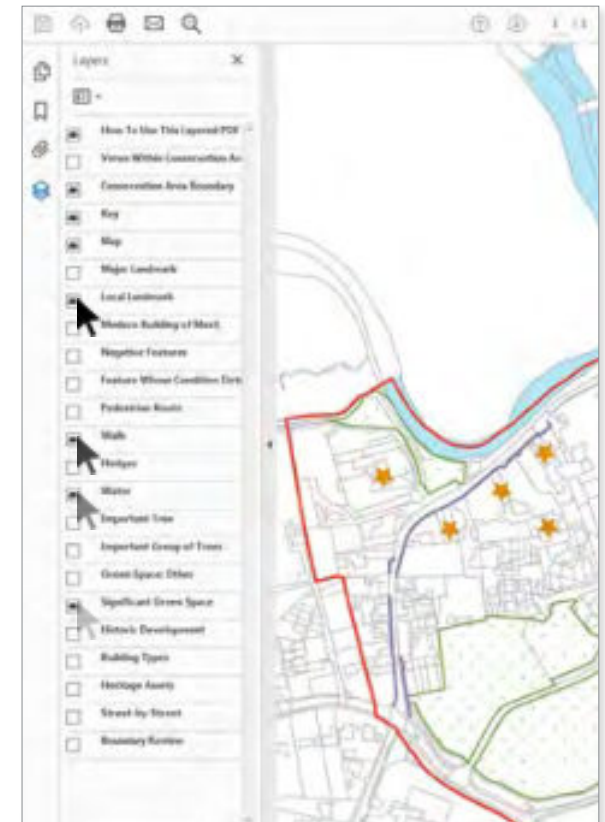 Layers
How To Use This Layered PDF
Views Within Conservation Ar
Conservation Area Boundary
Key
Map
Major Landmark
Local Landmark
Modern Building of Merit
Negative Features
Feature Whose Condition Detr
Pedestrian Route
Walls
Hedges
Water
Important Tree
Important Group of Trees
Green Space: Other
Significant Green Space
Historic Development
Building Types
Heritage Assets
Street-by-Street
Boundary Review